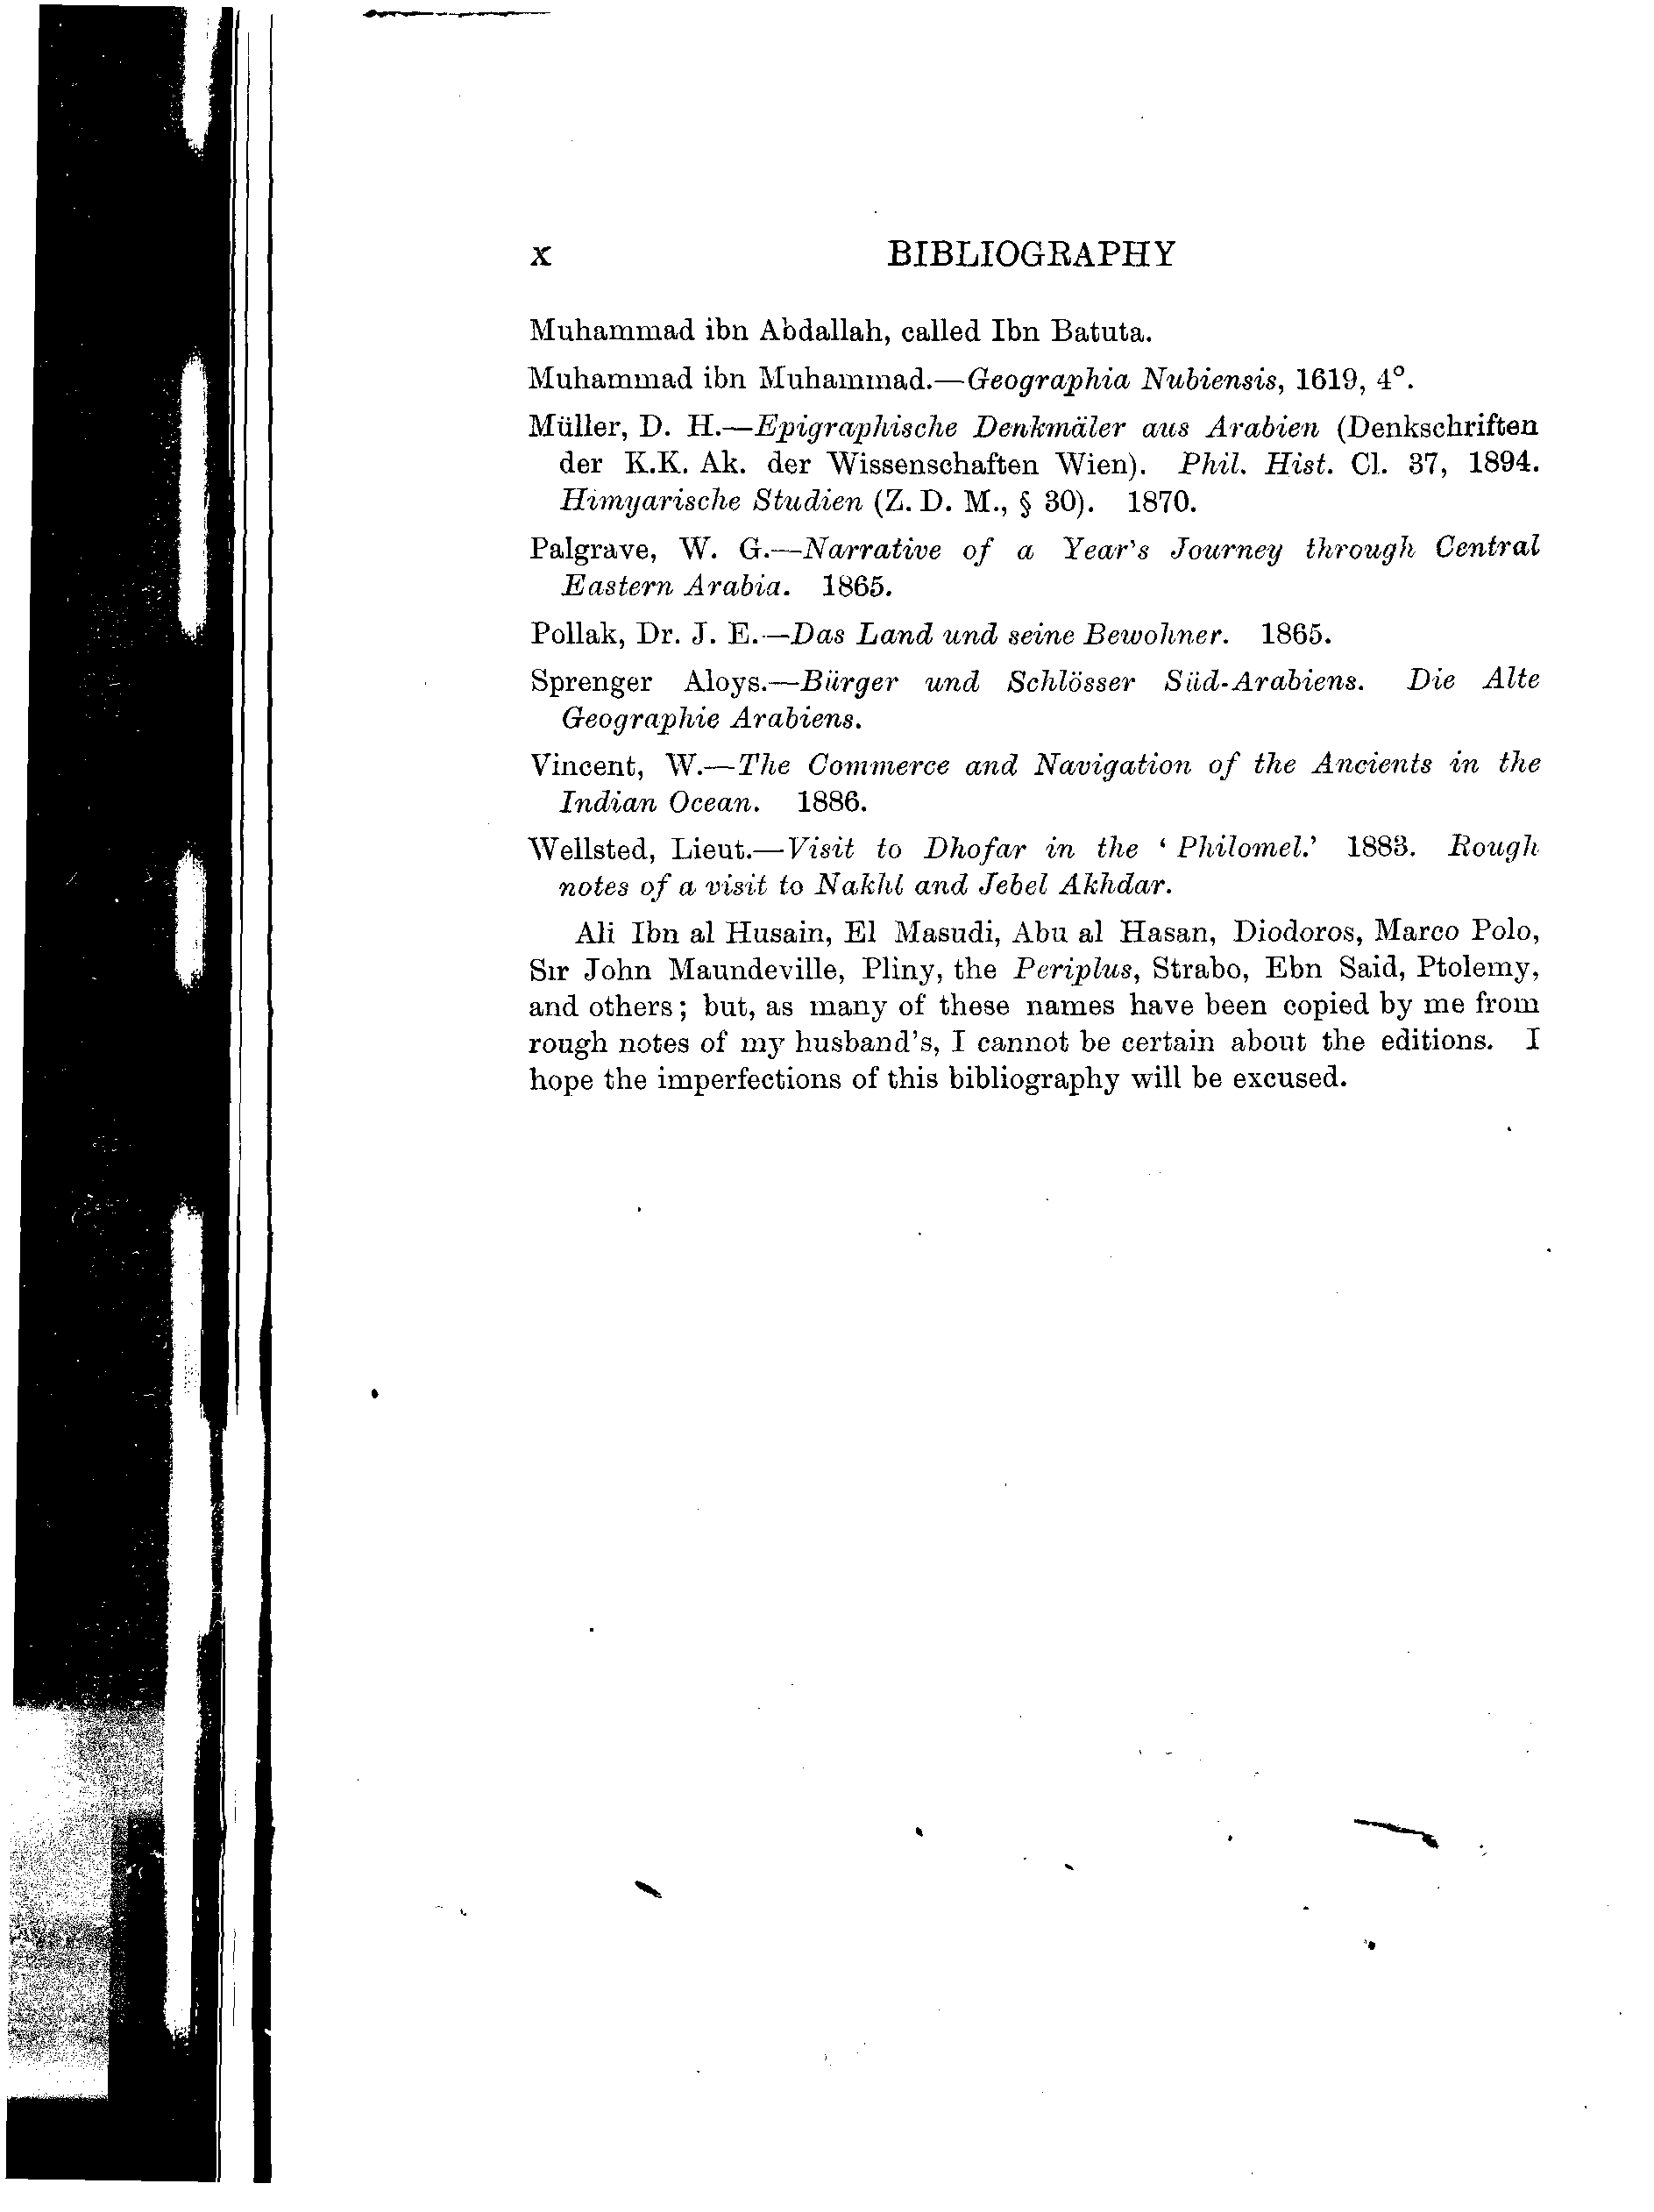 x BIBLIOGRAPHY
Muhammad ibn Abdallah, called Ibn Batuta.
Muhammad ibn Muhammad.—Geographia Nubiensis, 1619, 4°.
Müller, D. H.—Epigraphische Denkmäler aus Arabien (Denkschriften
der K.K. Ak. der Wissenschaften Wien). Phil. Hist. Cl. 37, 1894.
Himyarische Studien (Z. D. M., § 30). 1870.
Palgrave, W. G.—Narrative of a Year's Journey through Central
Eastern Arabia. 1865.
Pollak, Dr. J. E.—Das Land und seine Bewohner. 1865.
Sprenger Aloys.—Bürger und Schlösser Süd-Arabiens. Die Alte
Geographie Arabiens.
Vincent, W.—The Commerce and Navigation of the Ancients in the
Indian Ocean. 1886.
Wellsted, Lieut.—Visit to Dhofar in the ‘Philomel.’ 1883. Rough
notes of a visit to Nakhl and Jebel Akhdar.
Ali Ibn al Husain, El Masudi, Abu al Hasan, Diodoros, Marco Polo,
Sir John Maundeville, Pliny, the Periplus, Strabo, Ebn Said, Ptolemy,
and others; but, as many of these names have been copied by me from
rough notes of my husband's, I cannot be certain about the editions. I
hope the imperfections of this bibliography will be excused.